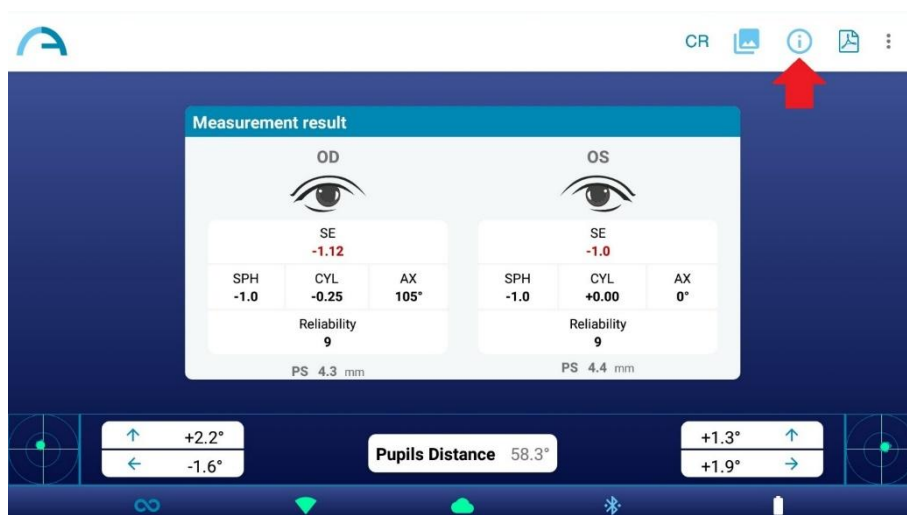 CR
Measurement result
OD OS
SE SE
-1.12 -1.0
SPH CYL AX SPH CYL AX
-1.0 -0.25 105° -1.0 +0.00 0°
Reliability Reliability
9 9
PS 4.3 mm PS 4.4 mm
↑ +2.2° +1.3° ↑
Pupils Distance 58.3°
← -1.6° +1.9° →